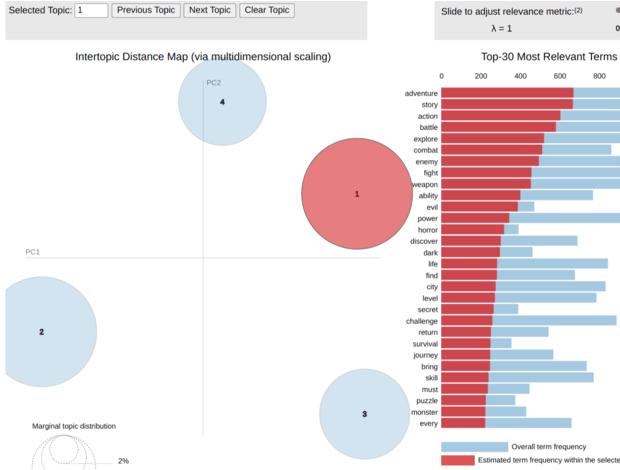 Selected Topic: 1 Previous Topic Next Topic Clear Topic
Slide to adjust relevance metric:(2)
λ = 1
0
Intertopic Distance Map (via multidimensional scaling)
PC2
PC1
4
1
2
3
Marginal topic distribution
2%
Top-30 Most Relevant Terms
0 200 400 600 800
adventure
story
action
battle
explore
combat
enemy
fight
weapon
ability
evil
power
horror
discover
dark
life
find
city
level
secret
challenge
return
survival
journey
bring
skill
must
puzzle
monster
every
Overall term frequency
Estimated term frequency within the selecte